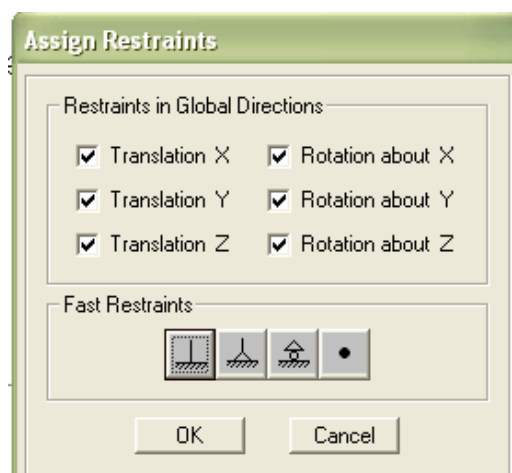 Assign Restraints
Restraints in Global Directions
Translation X
Rotation about X
Translation Y
Rotation about Y
Translation Z
Rotation about Z
Fast Restraints
OK
Cancel